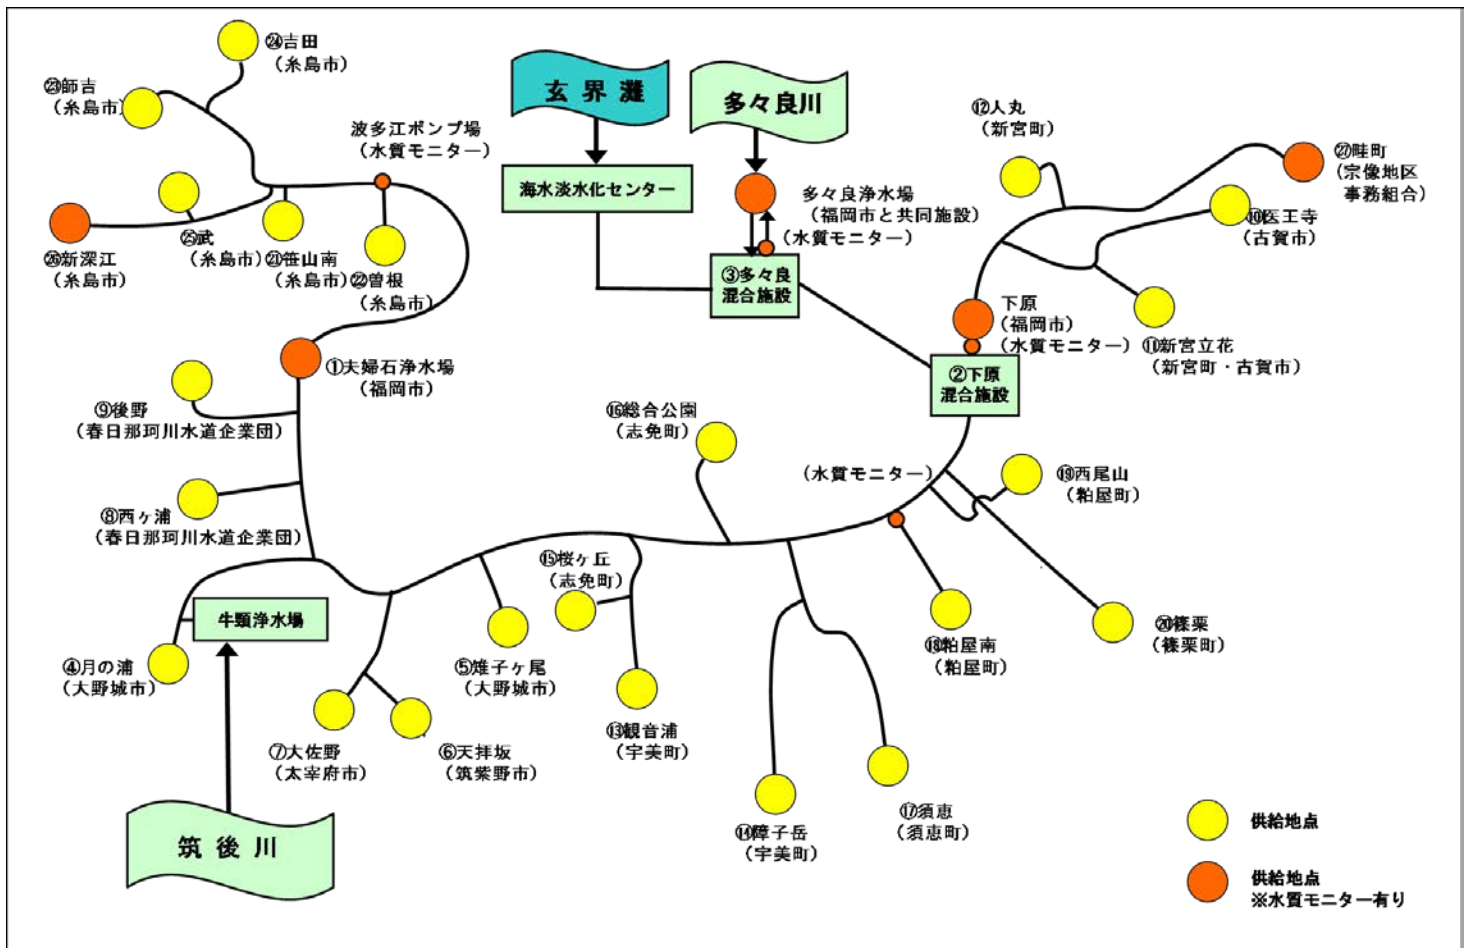 ㉔吉田
（糸島市）
㉓師吉
（糸島市）
波多江ポンプ場
（水質モニター）
㉖新深江
（糸島市）
㉕武
（糸島市）
㉑笹山南
（糸島市）
㉒曽根
（糸島市）
玄界灘
多々良川
海水淡水化センター
多々良浄水場
（福岡市と共同施設）
（水質モニター）
③多々良
混合施設
⑫人丸
（新宮町）
㉗畦町
（宗像地区
事務組合）
⑩医王寺
（古賀市）
下原
（福岡市）
（水質モニター）
⑪新宮立花
（新宮町・古賀市）
②下原
混合施設
①夫婦石浄水場
（福岡市）
⑨後野
（春日那珂川水道企業団）
⑧西ヶ浦
（春日那珂川水道企業団）
⑯総合公園
（志免町）
（水質モニター）
⑲西尾山
（粕屋町）
⑮桜ヶ丘
（志免町）
牛頸浄水場
④月の浦
（大野城市）
⑤雉子ヶ尾
（大野城市）
⑱粕屋南
（粕屋町）
⑳篠栗
（篠栗町）
⑦大佐野
（太宰府市）
⑥天拝坂
（筑紫野市）
⑬観音浦
（宇美町）
⑭障子岳
（宇美町）
⑰須恵
（須恵町）
筑後川
供給地点
供給地点
※水質モニター有り